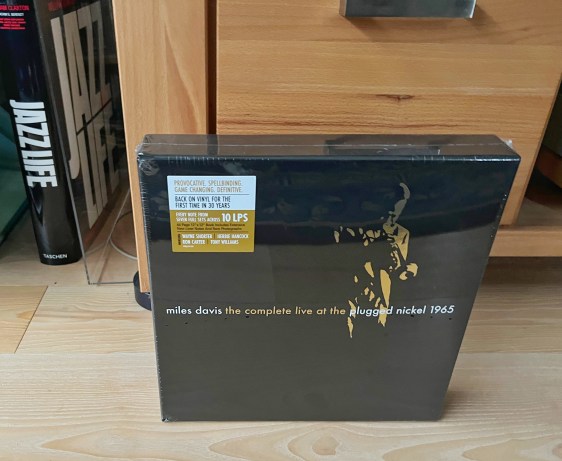 JAZZLIFE
TASCHEN
PROVOCATIVE. SPELLBINDING.
GAME CHANGING. DEFINITIVE.
BACK ON VINYL FOR THE
FIRST TIME IN 30 YEARS
EVERY NOTE FROM
SEVEN FULL SETS ACROSS
10 LPS
WAYNE SHORTER HERBIE HANCOCK
RON CARTER TONY WILLIAMS
miles davis the complete live at the plugged nickel 1965